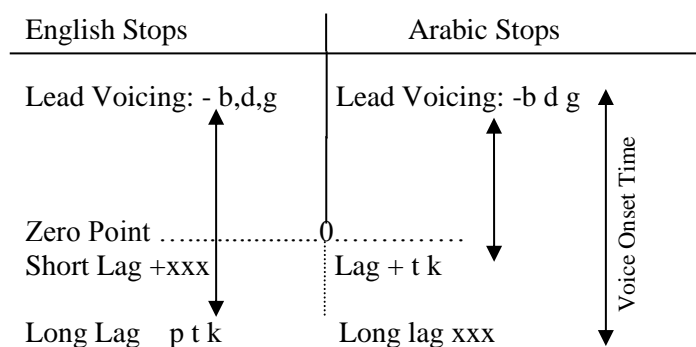 English Stops Arabic Stops
Lead Voicing: - b,d,g Lead Voicing: -b d g
Zero Point ........................0..................
Short Lag +xxx Lag + t k
Long Lag p t k Long lag xxx
Voice Onset Time